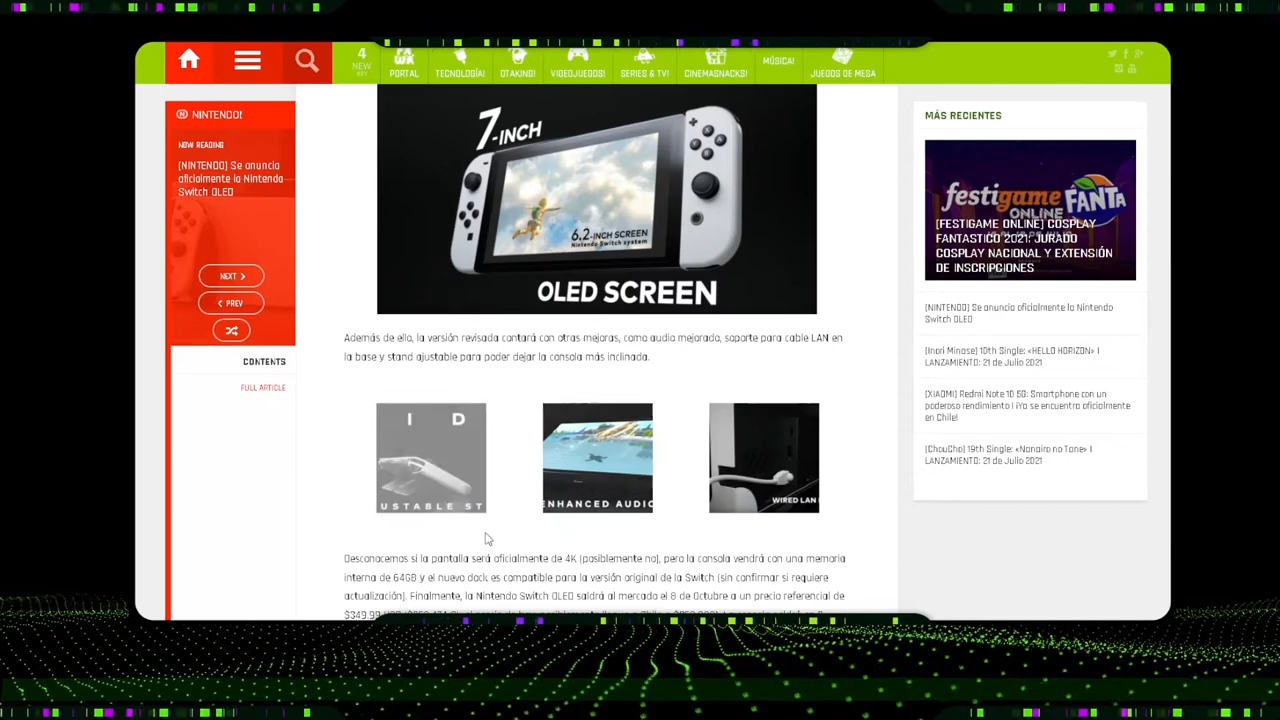 4
NEW
PORTAL
TECNOLOGÍA!
OTAKING!
VIDEOJUEGOS!
SERIES & TV!
CINEMASNACKS!
MÚSICA!
JUEGOS DE MESA
NINTENDO!
NOW READING
[NINTENDO] Se anuncia
oficialmente la Nintendo
Switch OLED
NEXT
PREV
CONTENTS
FULL ARTICLE
7-INCH
6.2-INCH SCREEN
Nintendo Switch system
OLED SCREEN
Además de ello, la versión revisada contará con otras mejoras, como audio mejorado, soporte para cable LAN en
la base y stand ajustable para poder dejar la consola más inclinada.
I D
USTABLE ST
ENHANCED AUDIO
WIRED LAN
Desconocemos si la pantalla será oficialmente de 4K (posiblemente no), pero la consola vendrá con una memoria
interna de 64GB y el nuevo dock es compatible para la versión original de la Switch (sin confirmar si requiere
actualización). Finalmente, la Nintendo Switch OLED saldrá al mercado el 8 de Octubre a un precio referencial de
MÁS RECIENTES
festigame FANTA
ONLINE
[FESTIGAME ONLINE] COSPLAY
FANTASTICO 2021: JURADO
COSPLAY NACIONAL Y EXTENSIÓN
DE INSCRIPCIONES
[NINTENDO] Se anuncia oficialmente la Nintendo
Switch OLED
[Inori Minase] 10th Single: «HELLO HORIZON» |
LANZAMIENTO: 21 de Julio 2021
[XIAOMI] Redmi Note 10 5G: Smartphone con un
poderoso rendimiento | ¡Ya se encuentra oficialmente
en Chile!
[ChouCho] 19th Single: «Nanairo no Tane» |
LANZAMIENTO: 21 de Julio 2021